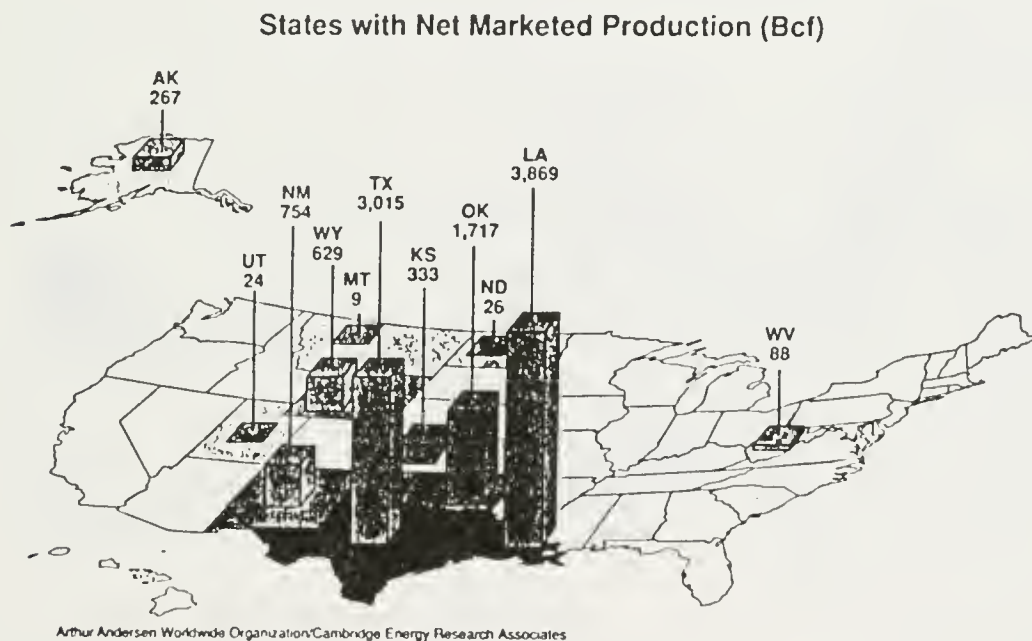 States with Net Marketed Production (Bcf)
AK
267
LA
3,869
TX
3,015
NM
754
OK
1,717
WY
629
KS
333
UT
24
MT
9
ND
26
WV
88
Arthur Andersen Worldwide Organization/Cambridge Energy Research Associates